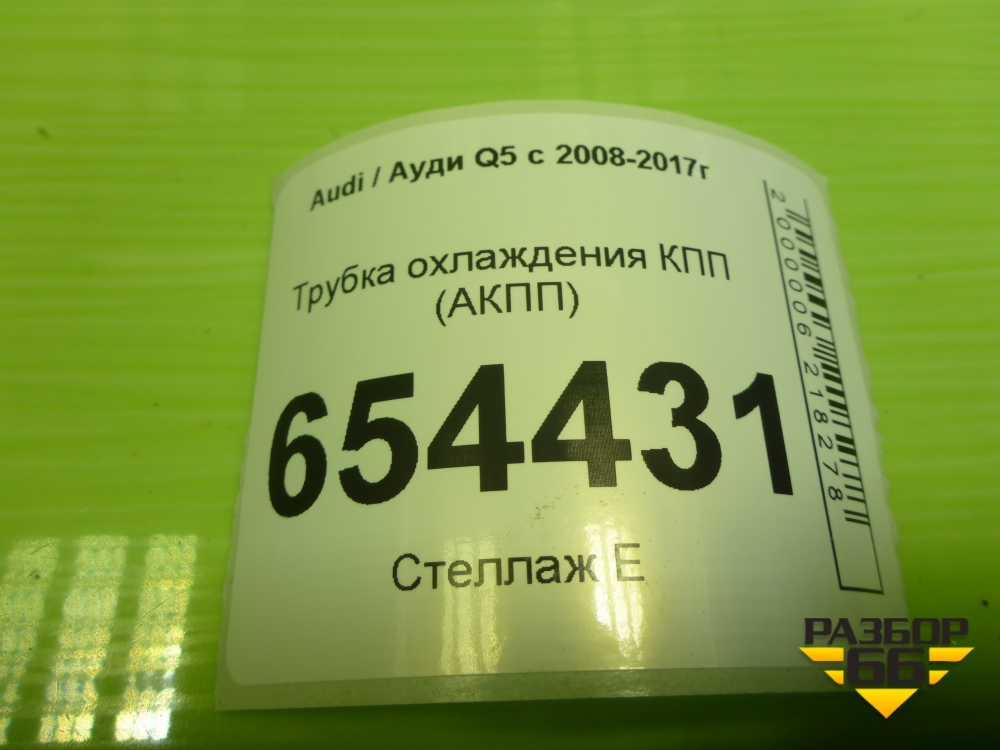 Audi / Ауди Q5 с 2008-2017г
Трубка охлаждения КПП
(АКПП)
654431
Стеллаж Е
2000006218278
РАЗБОР
66